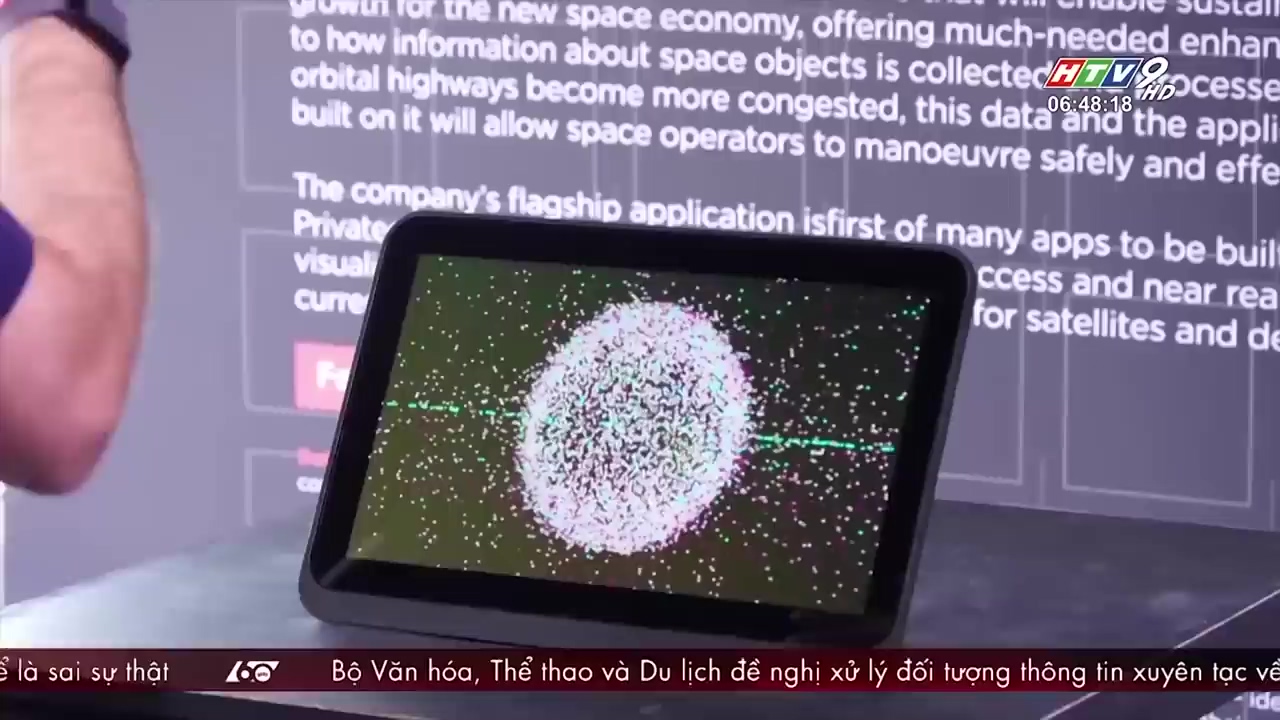 growth for the new space economy, offering much-needed enhan
to how information about space objects is collected
orbital highways become more congested, this data and the appli
built on it will allow space operators to manoeuvre safely and effe
The company's flagship application isfirst of many apps to be buil
Private
visuali ccess and near rea
curre for satellites and de
HTV9
HD
06:48:18
ể là sai sự thật
60
Bộ Văn hóa, Thể thao và Du lịch đề nghị xử lý đối tượng thông tin xuyên tạc về